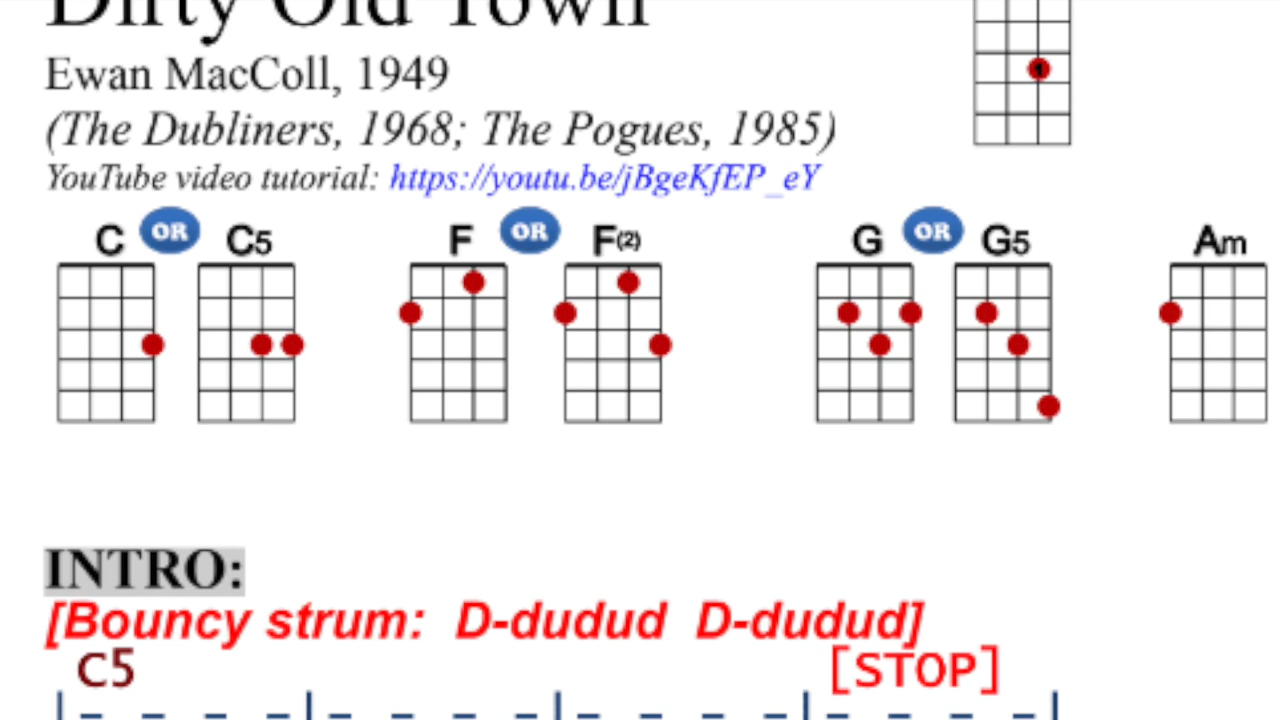 Dirty Old Town
Ewan MacColl, 1949
(The Dubliners, 1968; The Pogues, 1985)
YouTube video tutorial: https://youtu.be/jBgeKfEP_eY
C OR C5 F OR F(2) G OR G5 Am
INTRO:
[Bouncy strum: D-dudud D-dudud]
C5 [STOP]
| - - - - | - - - - | - - - - | - - - - |